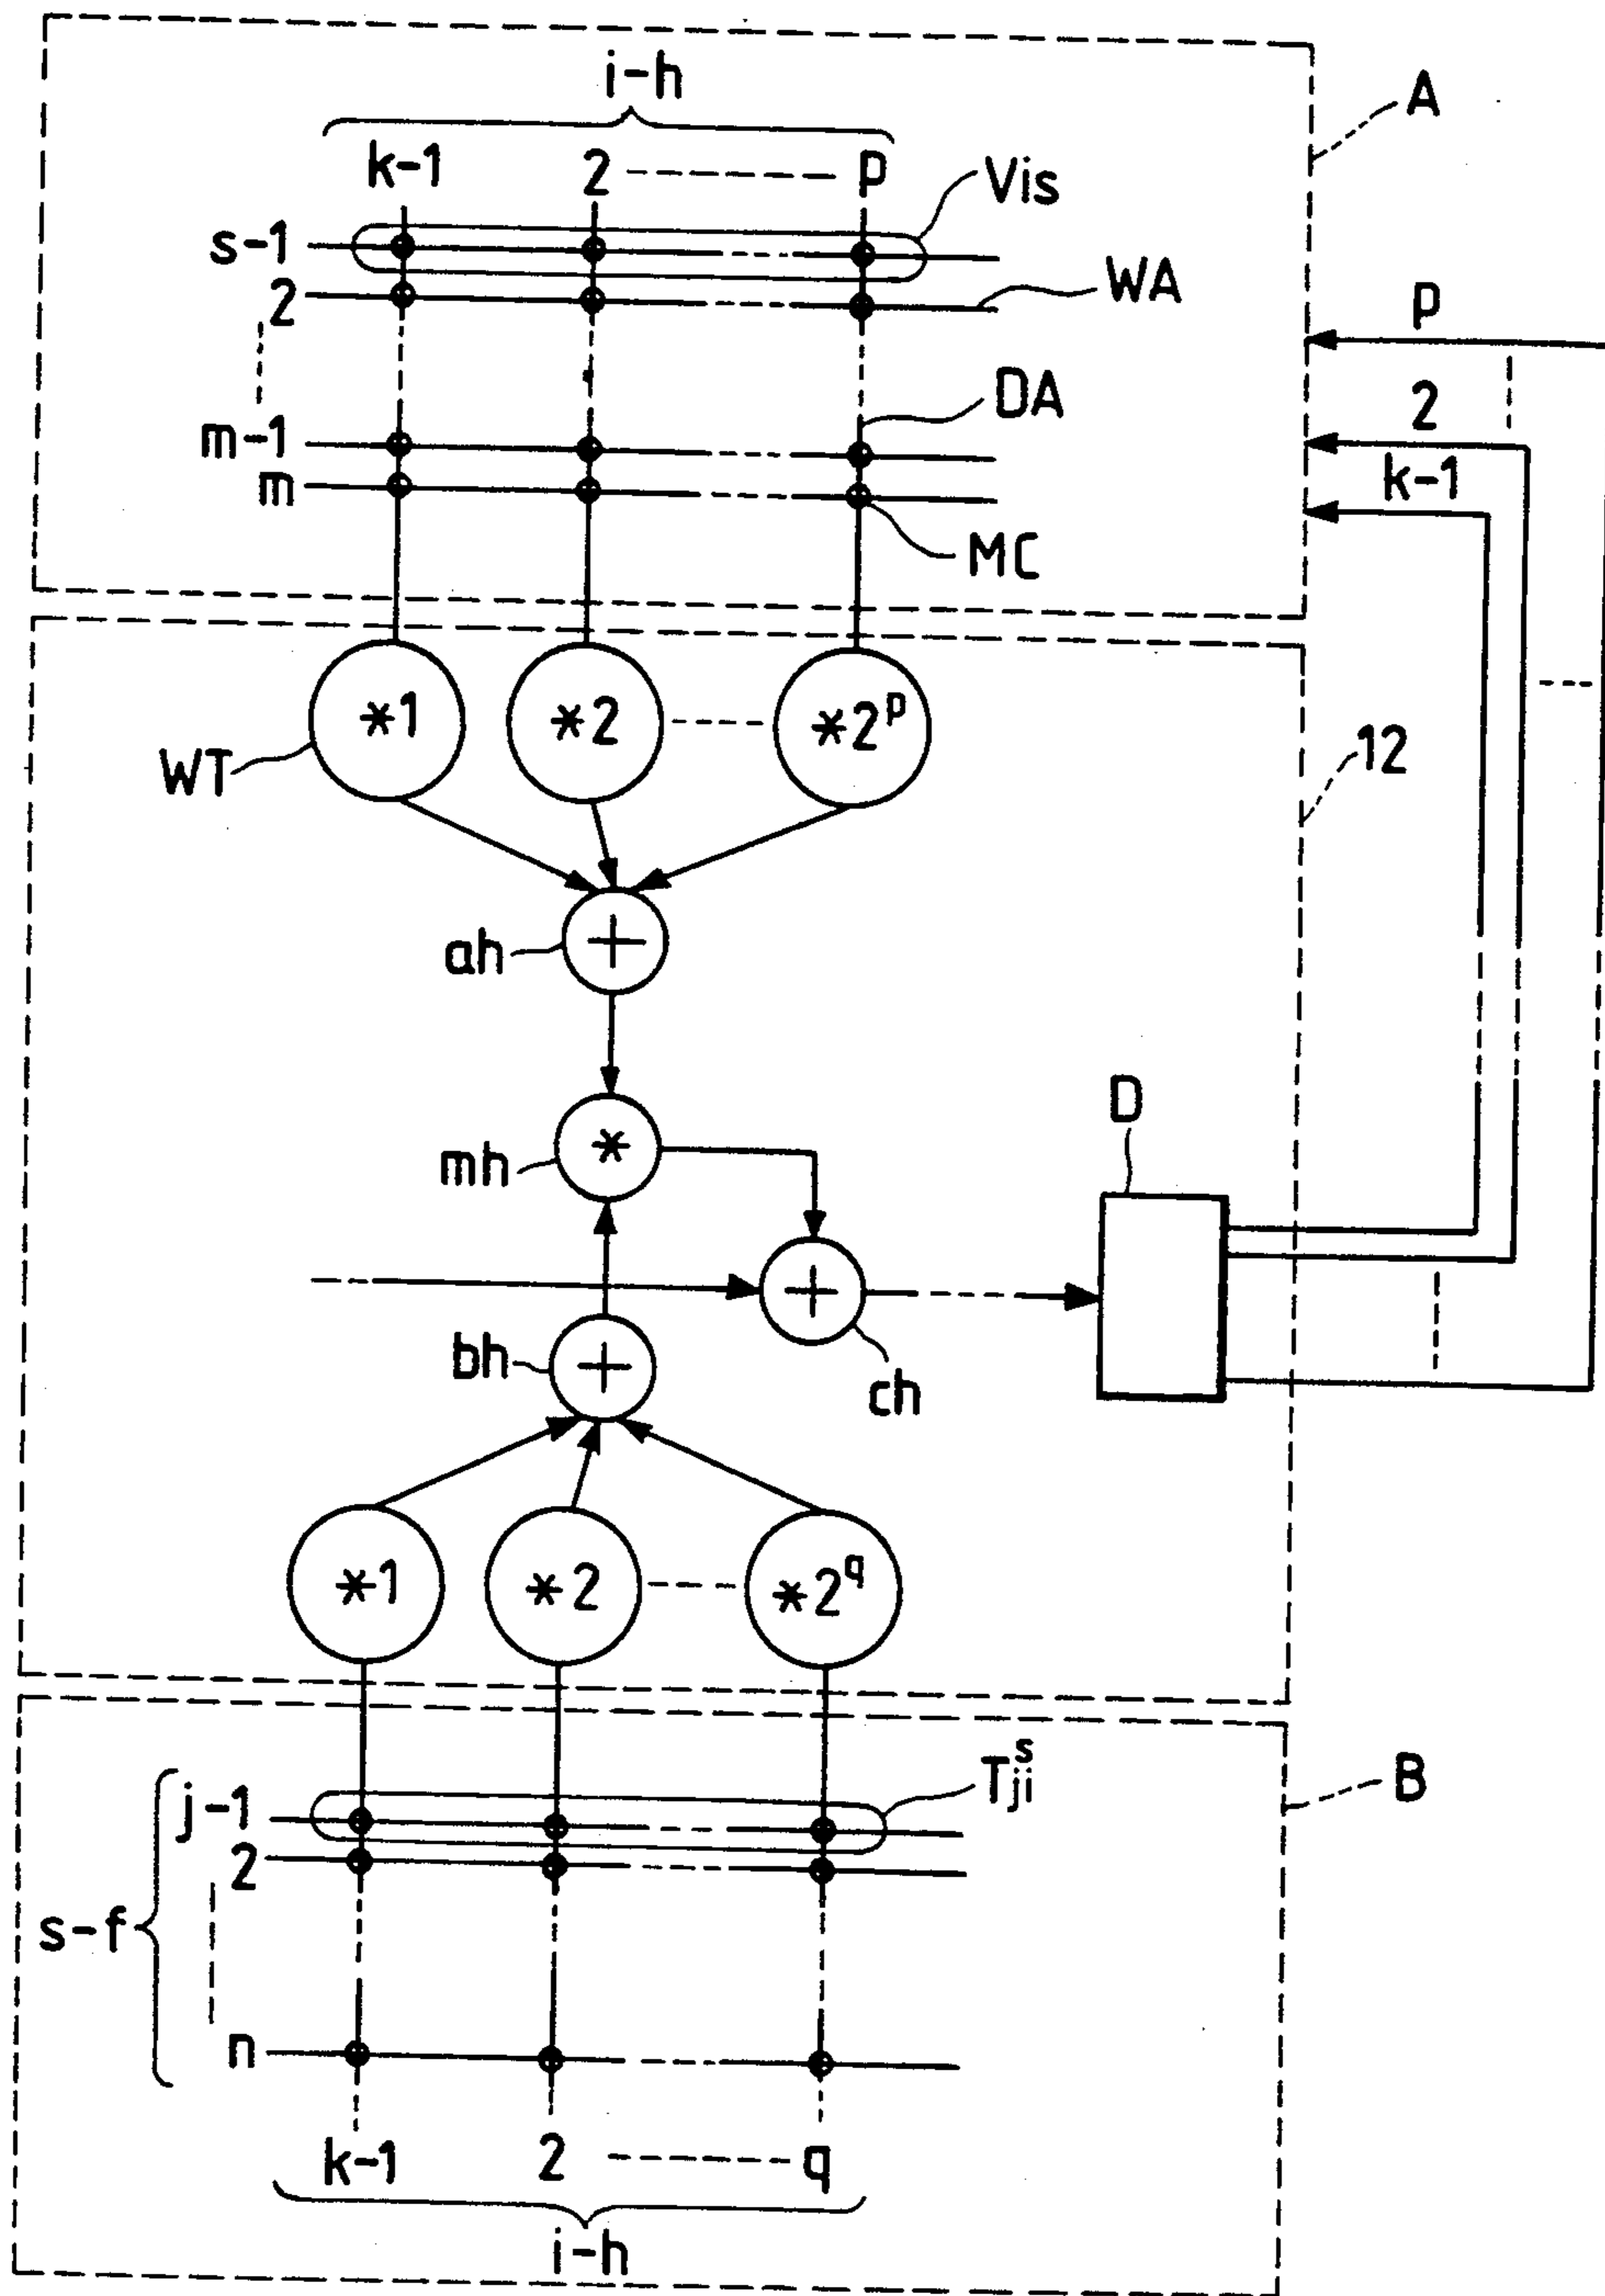 i-h
A
k-1 2 p
Vis
s-1
2
WA
p
DA
2
m-1
k-1
m
MC
*1 *2 *2^p
WT
12
ah
+
D
mh
*
+
bh
+
ch
*1 *2 *2^q
T^s_ji
B
j-1
2
s-f
n
k-1 2 q
i-h